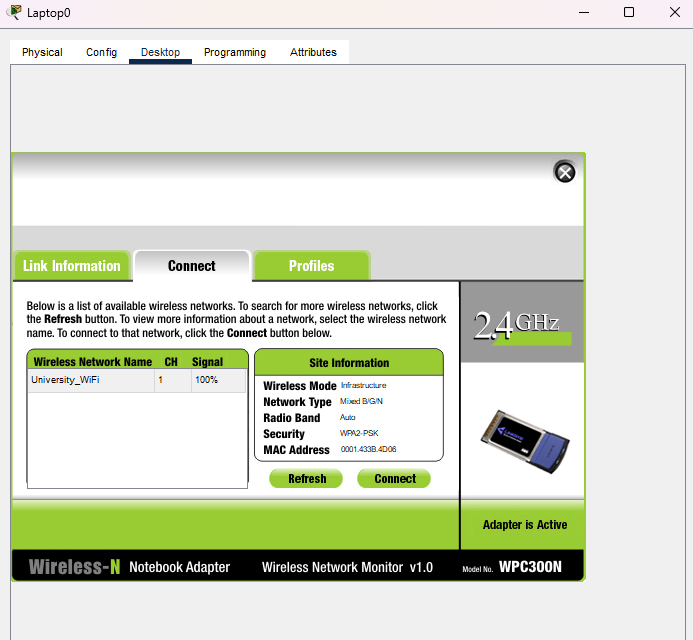 Laptop0
Physical Config Desktop Programming Attributes
Link Information Connect Profiles
Below is a list of available wireless networks. To search for more wireless networks, click
the Refresh button. To view more information about a network, select the wireless network
name. To connect to that network, click the Connect button below.
2.4GHz
Wireless Network Name CH Signal
University_WiFi 1 100%
Site Information
Wireless Mode Infrastructure
Network Type Mixed B/G/N
Radio Band Auto
Security WPA2-PSK
MAC Address 0001.433B.4D06
Refresh Connect
Adapter is Active
Wireless-N Notebook Adapter Wireless Network Monitor v1.0 Model No. WPC300N